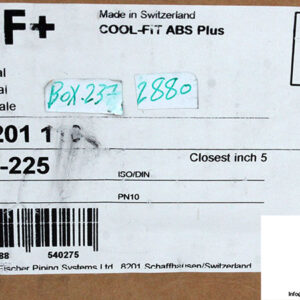 F+
Made in Switzerland
COOL-FIT ABS Plus
al
ai
ale
BOX.237
2880
201 1
-225
Closest inch 5
ISO/DIN
PN10
88 540275
Fischer Piping Systems Ltd. 8201 Schaffhausen/Switzerland